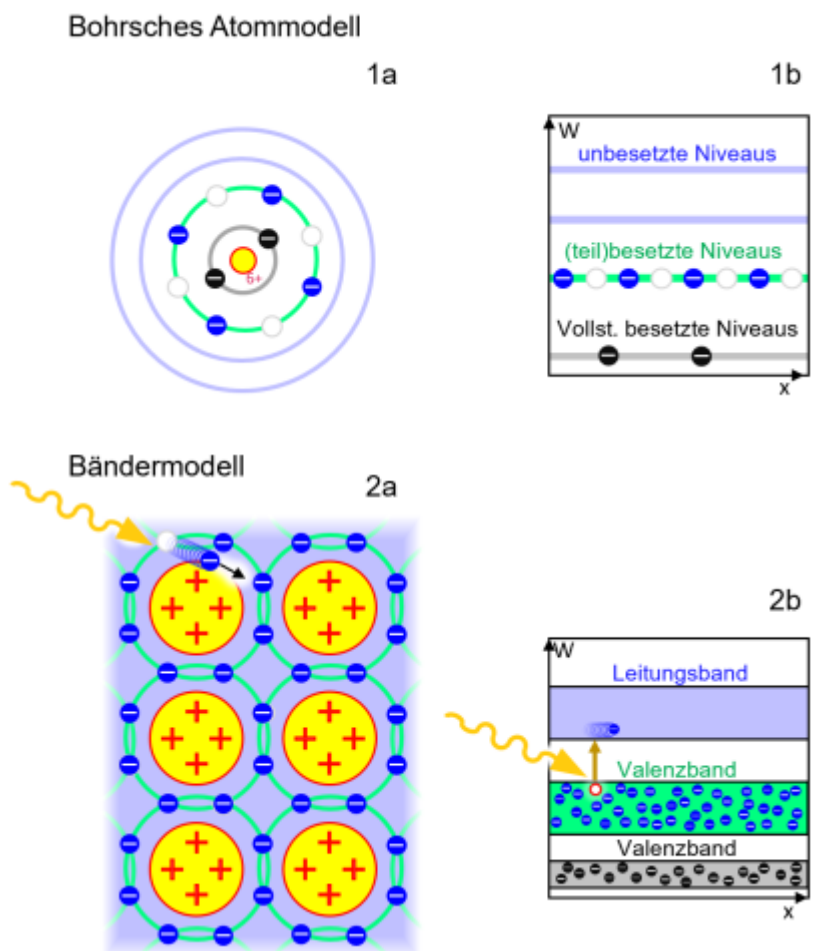 Bohrsches Atommodell
1a
1b
6+
W
unbesetzte Niveaus
(teil)besetzte Niveaus
Vollst. besetzte Niveaus
x
Bändermodell
2a
2b
W
Leitungsband
Valenzband
Valenzband
x